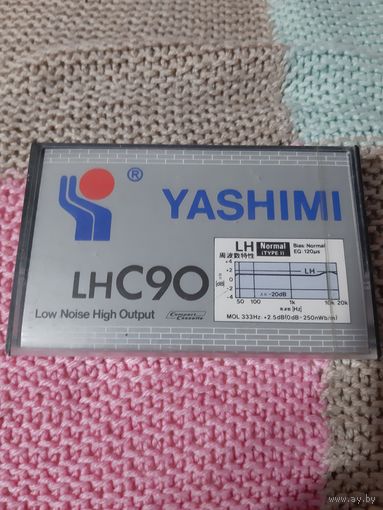 ®
YASHIMI
LH Normal (TYPE I) Bias: Normal EQ: 120μs
周波数特性
+4
+2
0
-2
-4
[dB]
LH
-20dB
50 100 1k 10k 20k
[Hz]
MOL 333Hz +2.5dB(0dB=250nWb/m)
LHC90
Low Noise High Output
Compact Cassette
www.ay.by